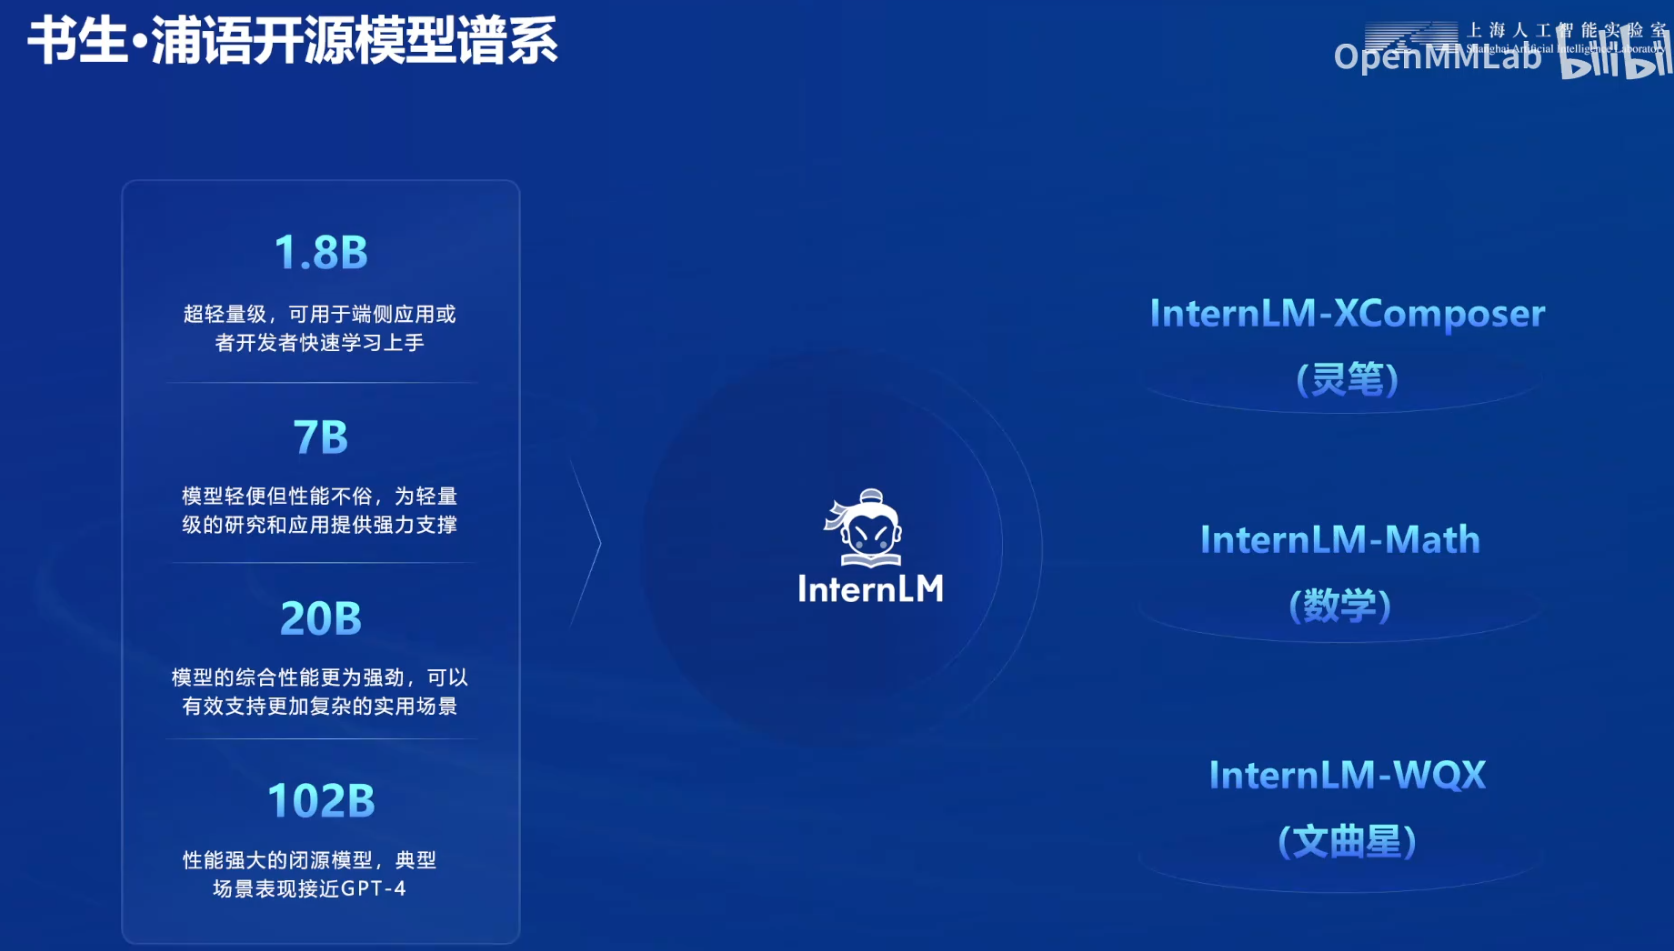 书生·浦语开源模型谱系
上海人工智能实验室
Shanghai Artificial Intelligence Laboratory
OpenMMLab bilibili
1.8B
超轻量级，可用于端侧应用或
者开发者快速学习上手
7B
模型轻便但性能不俗，为轻量
级的研究和应用提供强力支撑
20B
模型的综合性能更为强劲，可以
有效支持更加复杂的实用场景
102B
性能强大的闭源模型，典型
场景表现接近GPT-4
InternLM
InternLM-XComposer
(灵笔)
InternLM-Math
(数学)
InternLM-WQX
(文曲星)